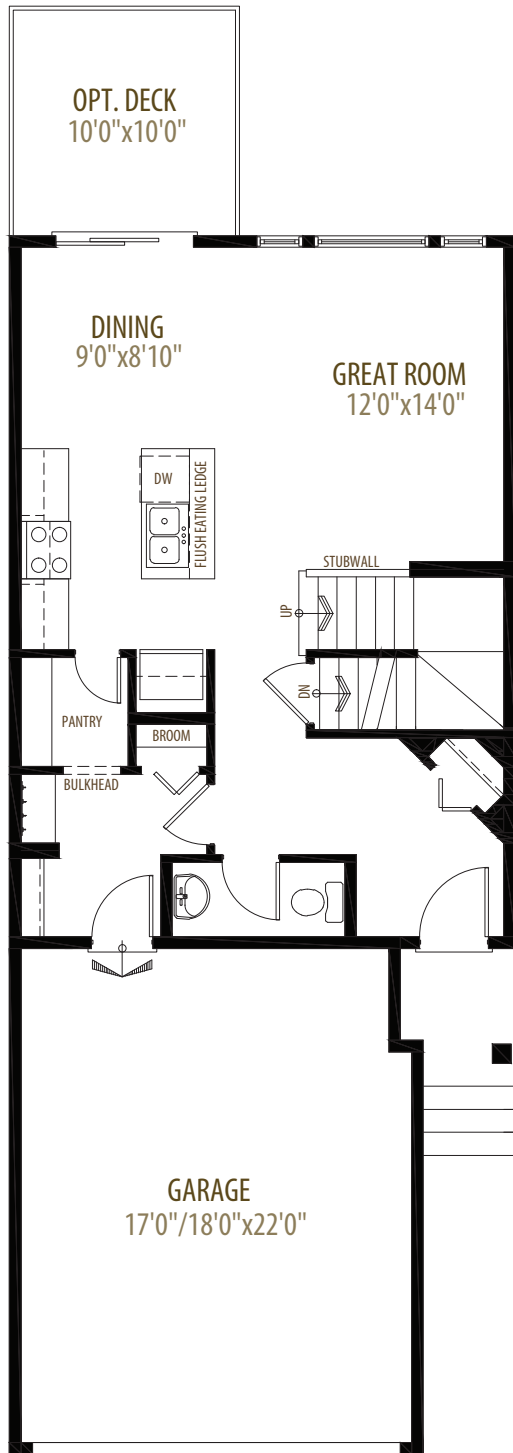 OPT. DECK
10'0"x10'0"
DINING
9'0"x8'10"
GREAT ROOM
12'0"x14'0"
DW
FLUSH EATING LEDGE
STUBWALL
UP
DN
PANTRY
BROOM
BULKHEAD
GARAGE
17'0"/18'0"x22'0"